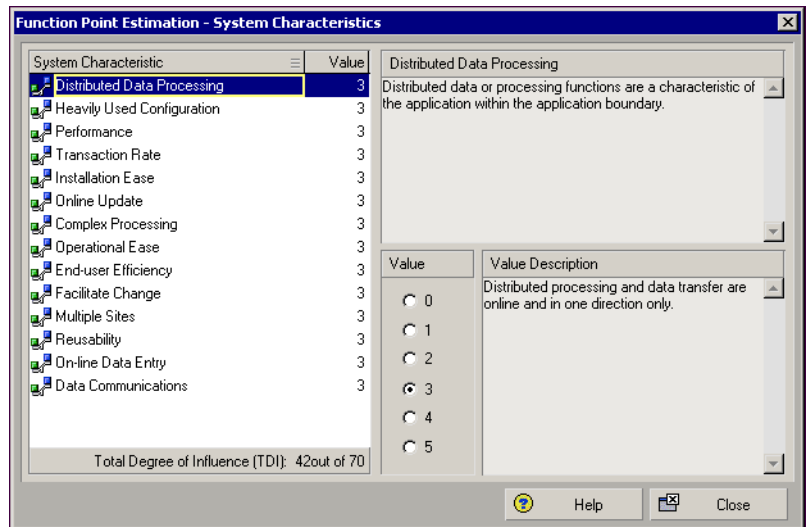 Function Point Estimation - System Characteristics
System Characteristic Value
Distributed Data Processing 3
Heavily Used Configuration 3
Performance 3
Transaction Rate 3
Installation Ease 3
Online Update 3
Complex Processing 3
Operational Ease 3
End-user Efficiency 3
Facilitate Change 3
Multiple Sites 3
Reusability 3
On-line Data Entry 3
Data Communications 3
Total Degree of Influence (TDI): 42out of 70
Distributed Data Processing
Distributed data or processing functions are a characteristic of
the application within the application boundary.
Value
0
1
2
3
4
5
Value Description
Distributed processing and data transfer are
online and in one direction only.
Help
Close